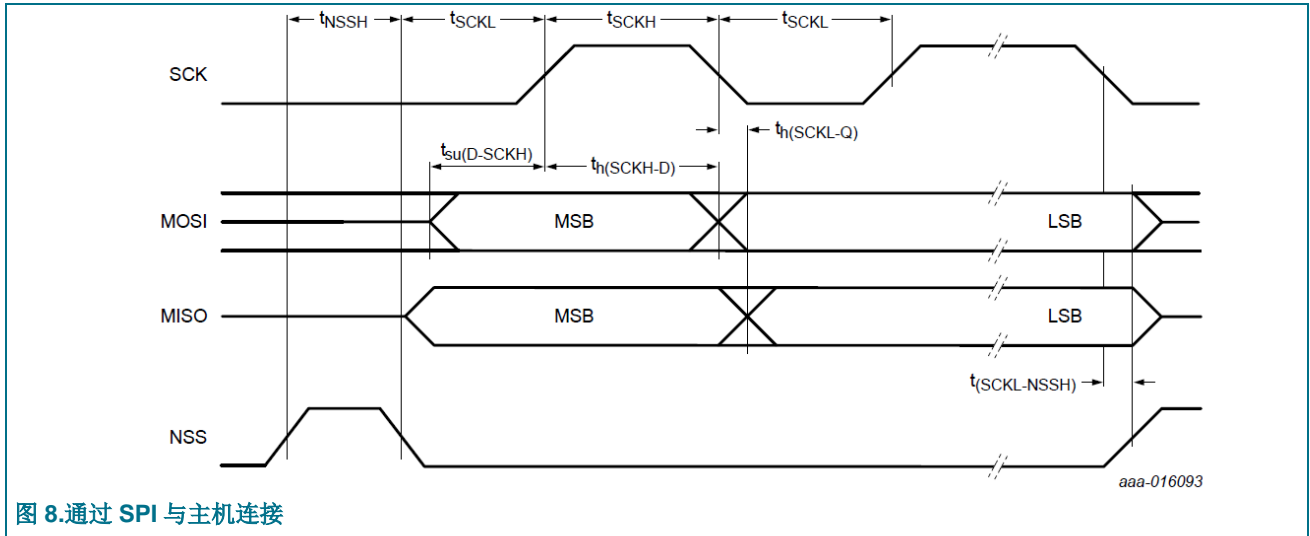 tNSSH tSCKL tSCKH tSCKL
SCK
th(SCKL-Q)
tsu(D-SCKH)
th(SCKH-D)
MOSI MSB LSB
MISO MSB LSB
t(SCKL-NSSH)
NSS
aaa-016093
图 8.通过 SPI 与主机连接